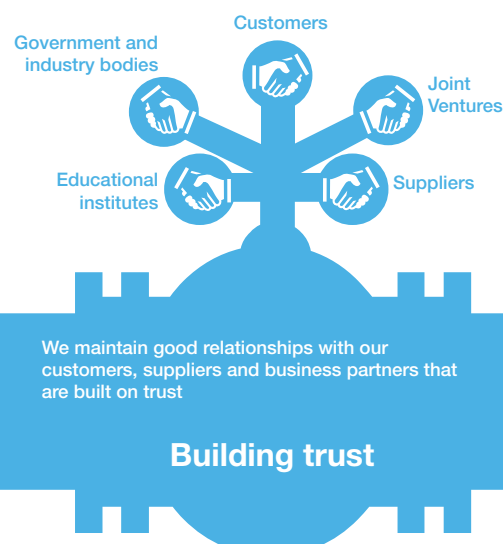 Customers
Government and
industry bodies
Joint
Ventures
Educational
institutes
Suppliers
We maintain good relationships with our
customers, suppliers and business partners that
are built on trust
Building trust